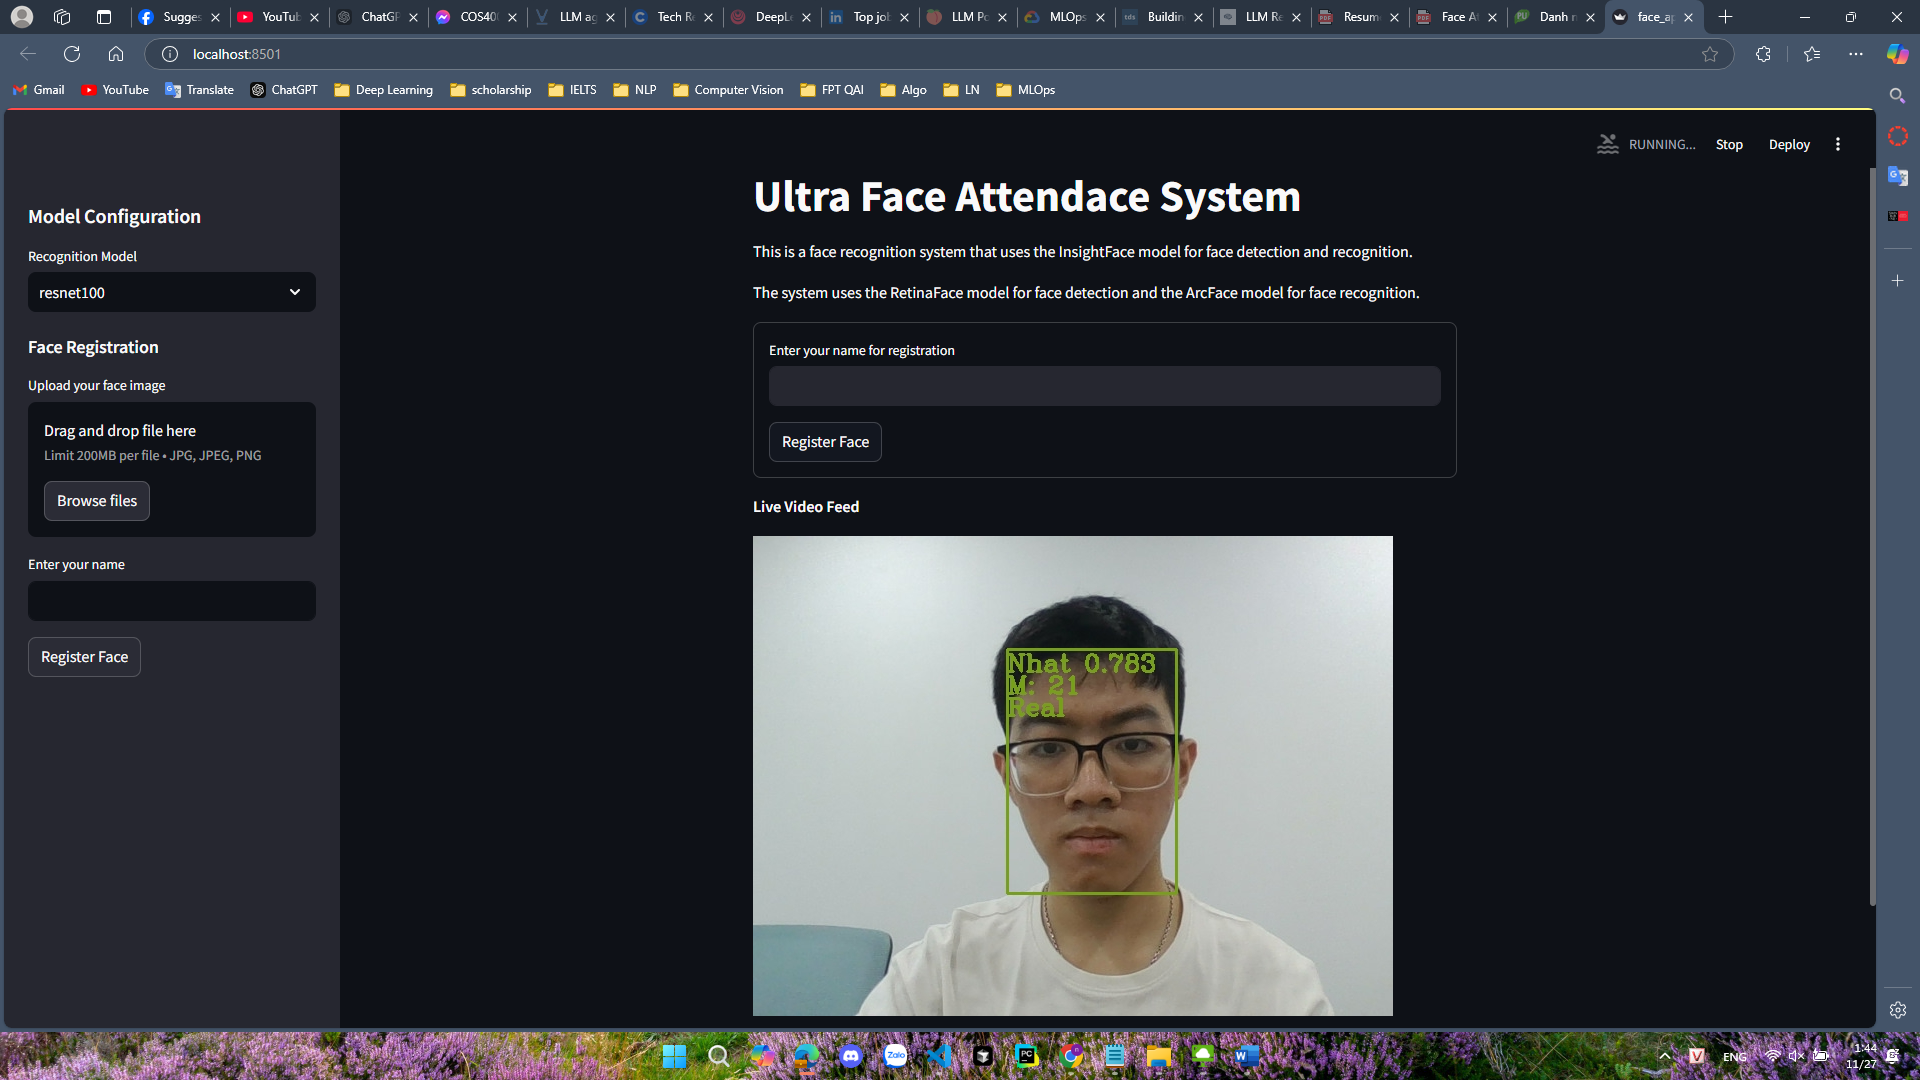 Sugges
YouTub
ChatGP
COS40
LLM ag
Tech Re
DeepLe
Top job
LLM Po
MLOps
Buildin
LLM Re
Resum
Face At
Danh m
face_ap
localhost:8501
Gmail
YouTube
Translate
ChatGPT
Deep Learning
scholarship
IELTS
NLP
Computer Vision
FPT QAI
Algo
LN
MLOps
RUNNING...
Stop
Deploy
Model Configuration
Recognition Model
resnet100
Face Registration
Upload your face image
Drag and drop file here
Limit 200MB per file • JPG, JPEG, PNG
Browse files
Enter your name
Register Face
Ultra Face Attendace System
This is a face recognition system that uses the InsightFace model for face detection and recognition.
The system uses the RetinaFace model for face detection and the ArcFace model for face recognition.
Enter your name for registration
Register Face
Live Video Feed
Nhat 0.783
M: 21
Real
ENG
1:44
11/27